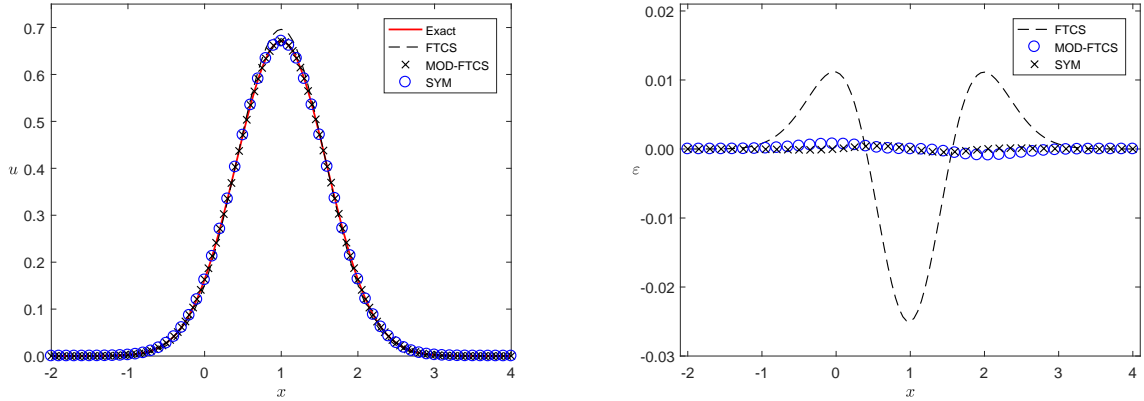 0.7
0.6
0.5
0.4
u
0.3
0.2
0.1
0.0
-2 -1 0 1 2 3 4
x
Exact
FTCS
MOD-FTCS
SYM
0.02
0.01
0.00
ε
-0.01
-0.02
-0.03
-2 -1 0 1 2 3 4
x
FTCS
MOD-FTCS
SYM